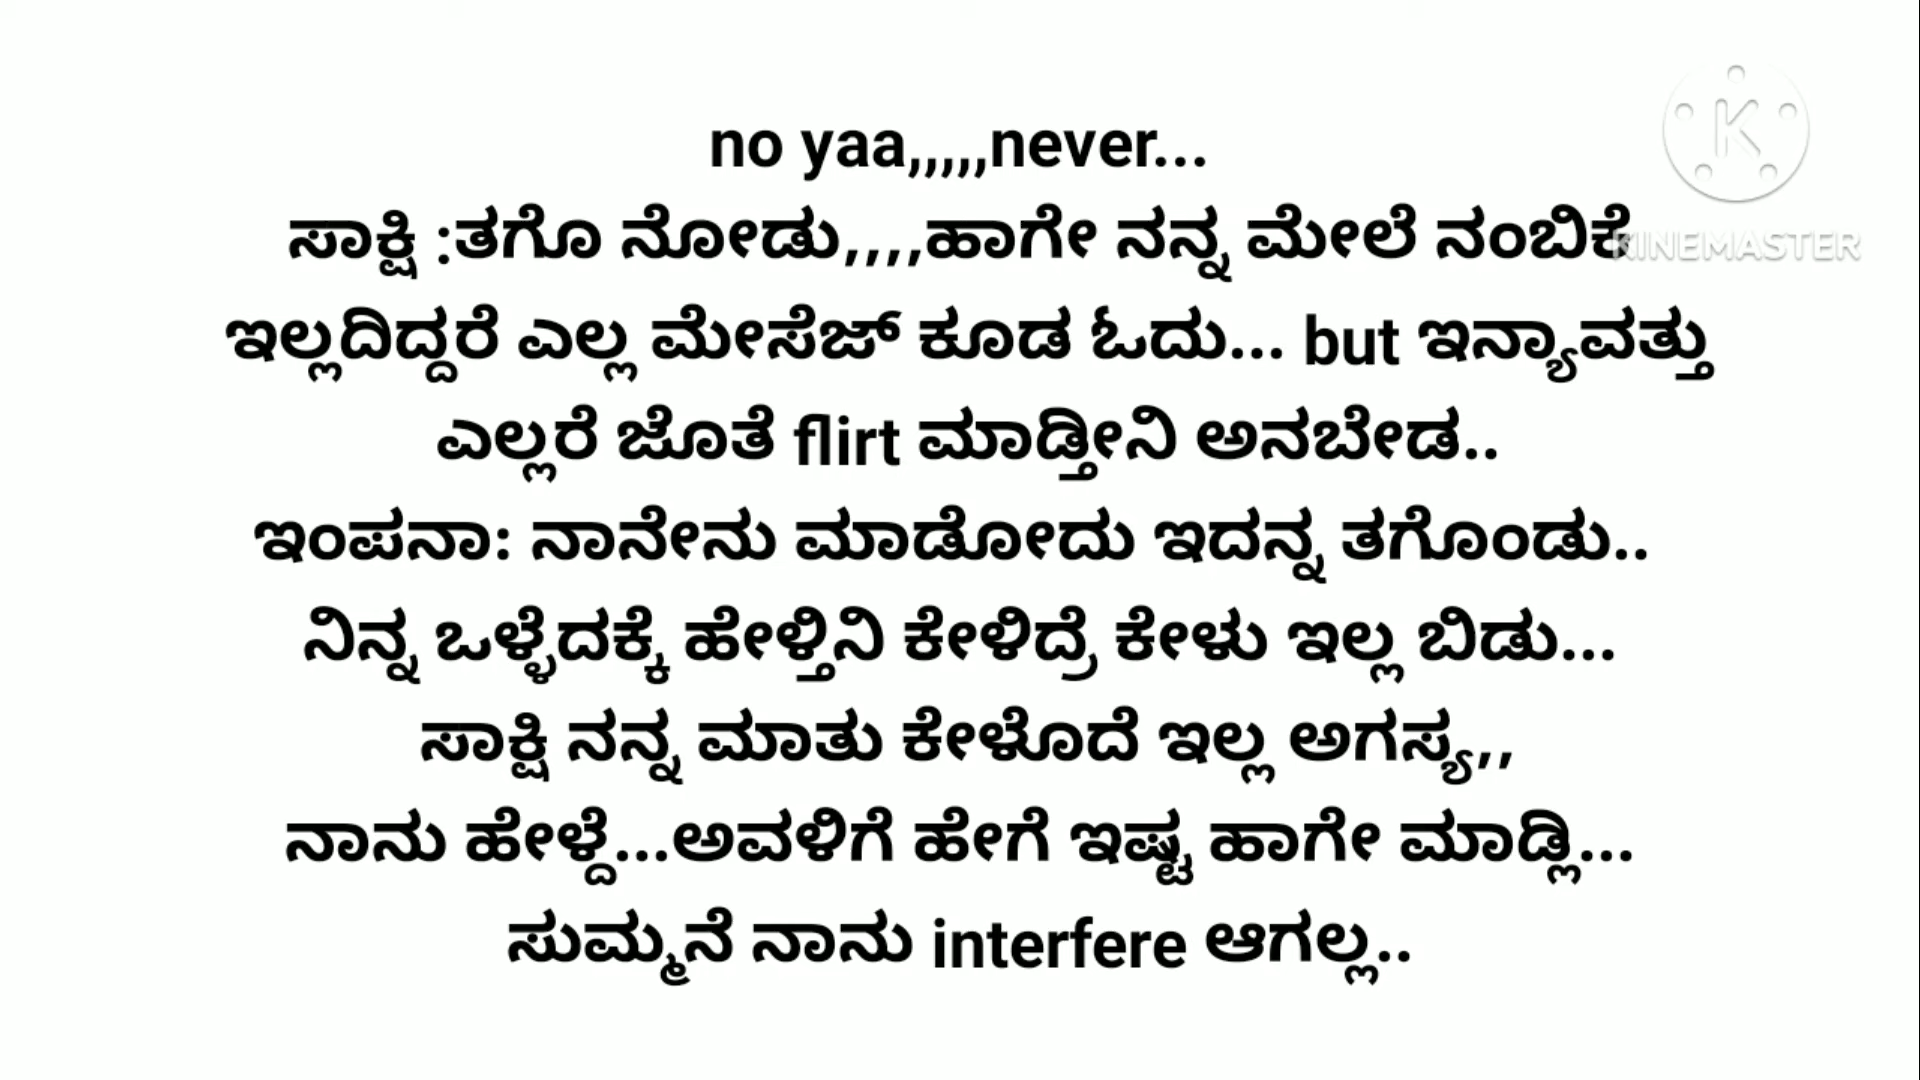 no yaa,,,,,never...
ಸಾಕ್ಷಿ :ತಗೊ ನೋಡು,,,,ಹಾಗೇ ನನ್ನ ಮೇಲೆ ನಂಬಿಕೆ
ಇಲ್ಲದಿದ್ದರೆ ಎಲ್ಲ ಮೇಸೆಜ್ ಕೂಡ ಓದು... but ಇನ್ಯಾವತ್ತು
ಎಲ್ಲರೆ ಜೊತೆ flirt ಮಾಡ್ತೀನಿ ಅನಬೇಡ..
ಇಂಪನಾ: ನಾನೇನು ಮಾಡೋದು ಇದನ್ನ ತಗೊಂಡು..
ನಿನ್ನ ಒಳ್ಳೆದಕ್ಕೆ ಹೇಳ್ತಿನಿ ಕೇಳಿದ್ರೆ ಕೇಳು ಇಲ್ಲ ಬಿಡು...
ಸಾಕ್ಷಿ ನನ್ನ ಮಾತು ಕೇಳೊದೆ ಇಲ್ಲ ಅಗಸ್ಯ,,
ನಾನು ಹೇಳ್ದೆ...ಅವಳಿಗೆ ಹೇಗೆ ಇಷ್ಟ ಹಾಗೇ ಮಾಡ್ಲಿ...
ಸುಮ್ಮನೆ ನಾನು interfere ಆಗಲ್ಲ..
K
KINEMASTER